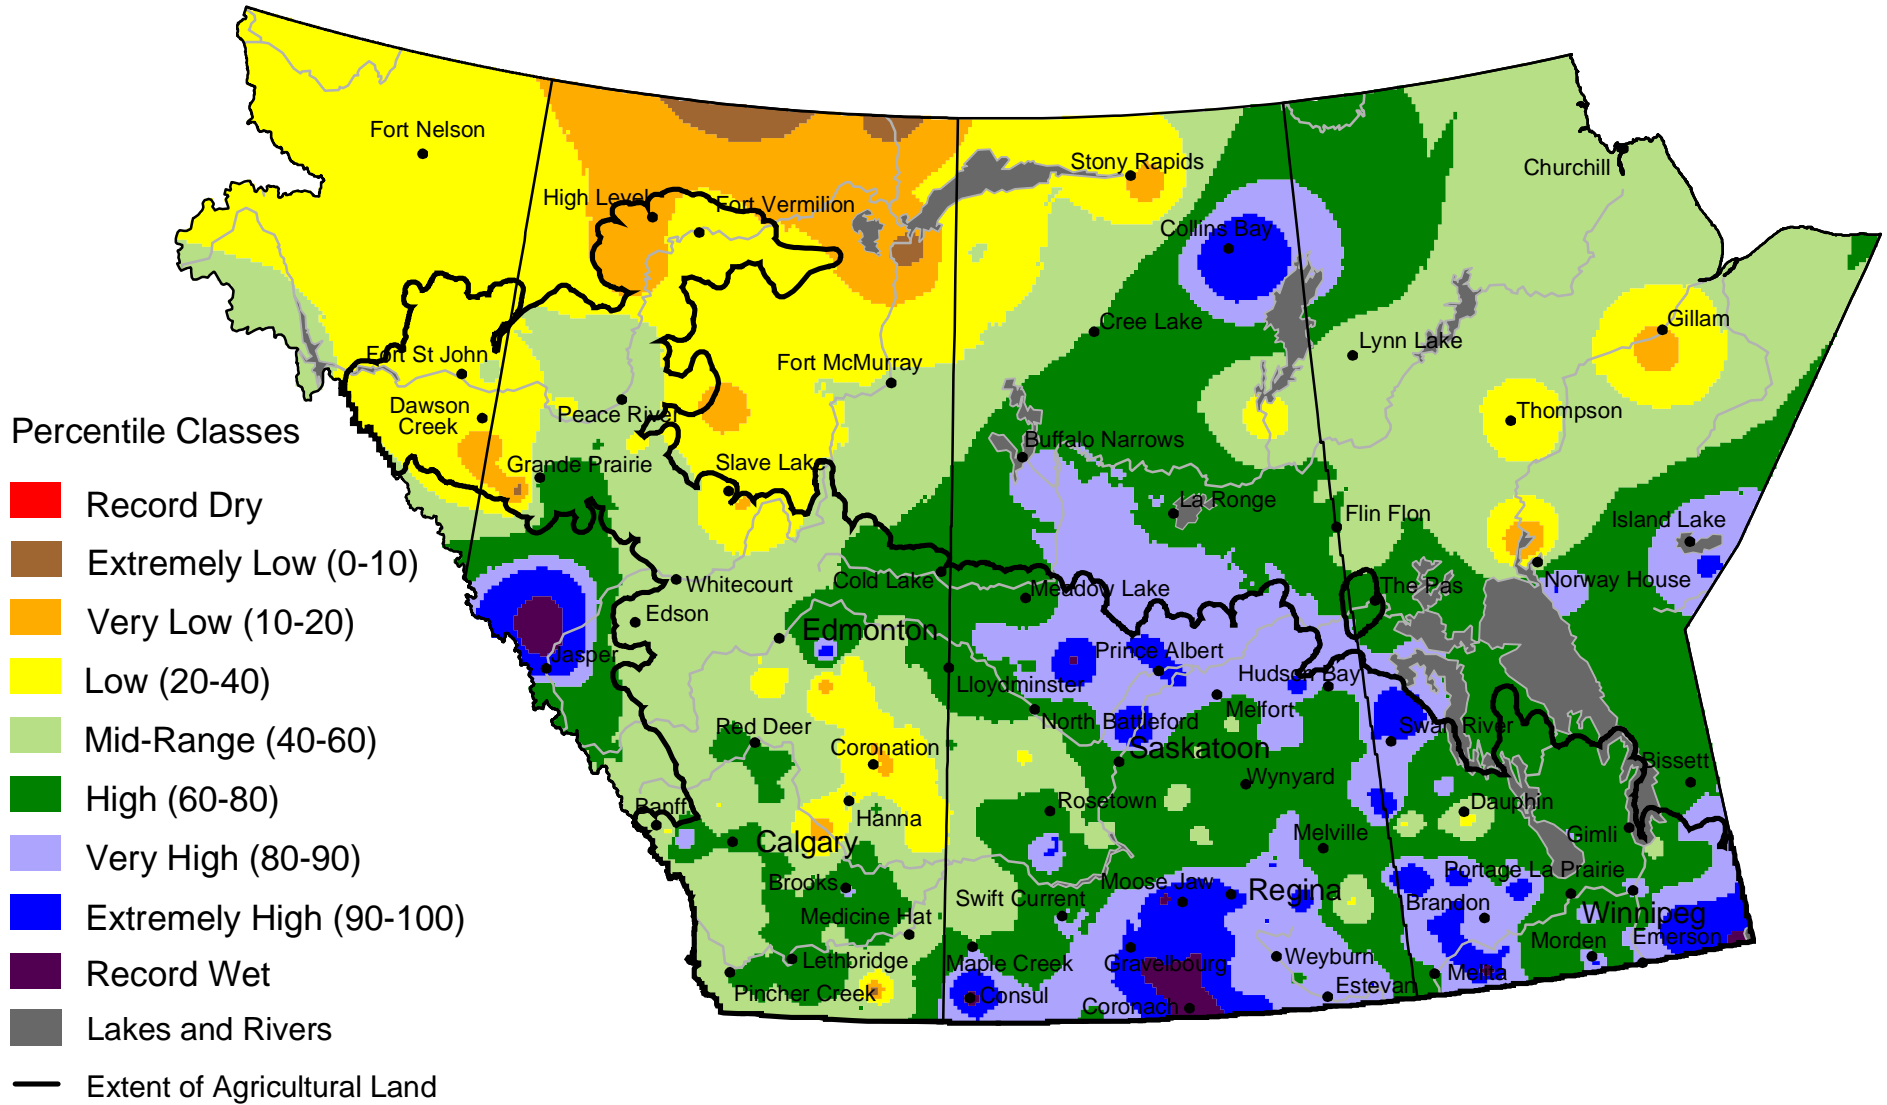 Fort Nelson
Churchill
Stony Rapids
High Level
Fort Vermilion
Collins Bay
Gillam
Cree Lake
Lynn Lake
Fort St John
Fort McMurray
Dawson
Creek
Peace River
Thompson
Percentile Classes
Buffalo Narrows
Grande Prairie
Slave Lake
Record Dry
La Ronge
Flin Flon
Island Lake
Extremely Low (0-10)
Whitecourt
Cold Lake
Meadow Lake
The Pas
Norway House
Very Low (10-20)
Edson
Edmonton
Jasper
Prince Albert
Hudson Bay
Low (20-40)
Lloydminster
North Battleford
Melfort
Swan River
Mid-Range (40-60)
Red Deer
Coronation
Saskatoon
Wynyard
Bissett
High (60-80)
Banff
Hanna
Rosetown
Dauphin
Very High (80-90)
Calgary
Melville
Gimli
Brooks
Moose Jaw
Regina
Portage La Prairie
Extremely High (90-100)
Medicine Hat
Swift Current
Brandon
Winnipeg
Record Wet
Lethbridge
Maple Creek
Gravelbourg
Weyburn
Morden
Emerson
Pincher Creek
Consul
Coronach
Estevan
Melita
Lakes and Rivers
Extent of Agricultural Land